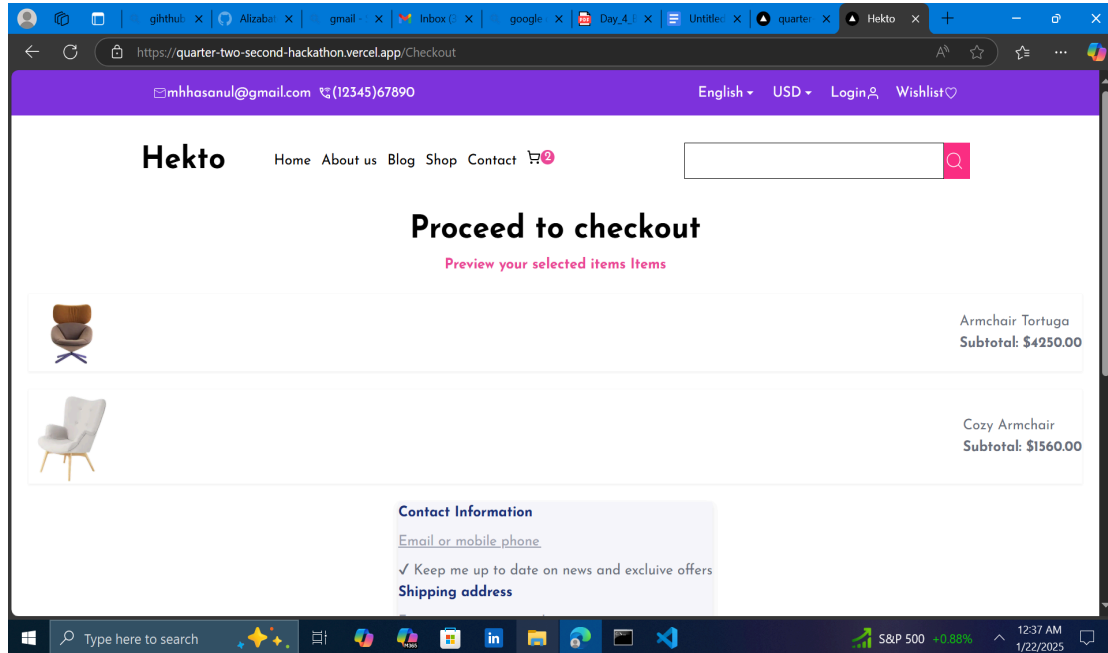 gihthub
Alizabat
gmail -
Inbox (
google
Day_4_
Untitled
quarter
Hekto
https://quarter-two-second-hackathon.vercel.app/Checkout
mhhasanul@gmail.com (12345)67890
English USD Login Wishlist
Hekto
Home About us Blog Shop Contact 2
Proceed to checkout
Preview your selected items Items
Armchair Tortuga
Subtotal: $4250.00
Cozy Armchair
Subtotal: $1560.00
Contact Information
Email or mobile phone
✓ Keep me up to date on news and excluive offers
Shipping address
Type here to search
S&P 500 +0.88%
12:37 AM
1/22/2025